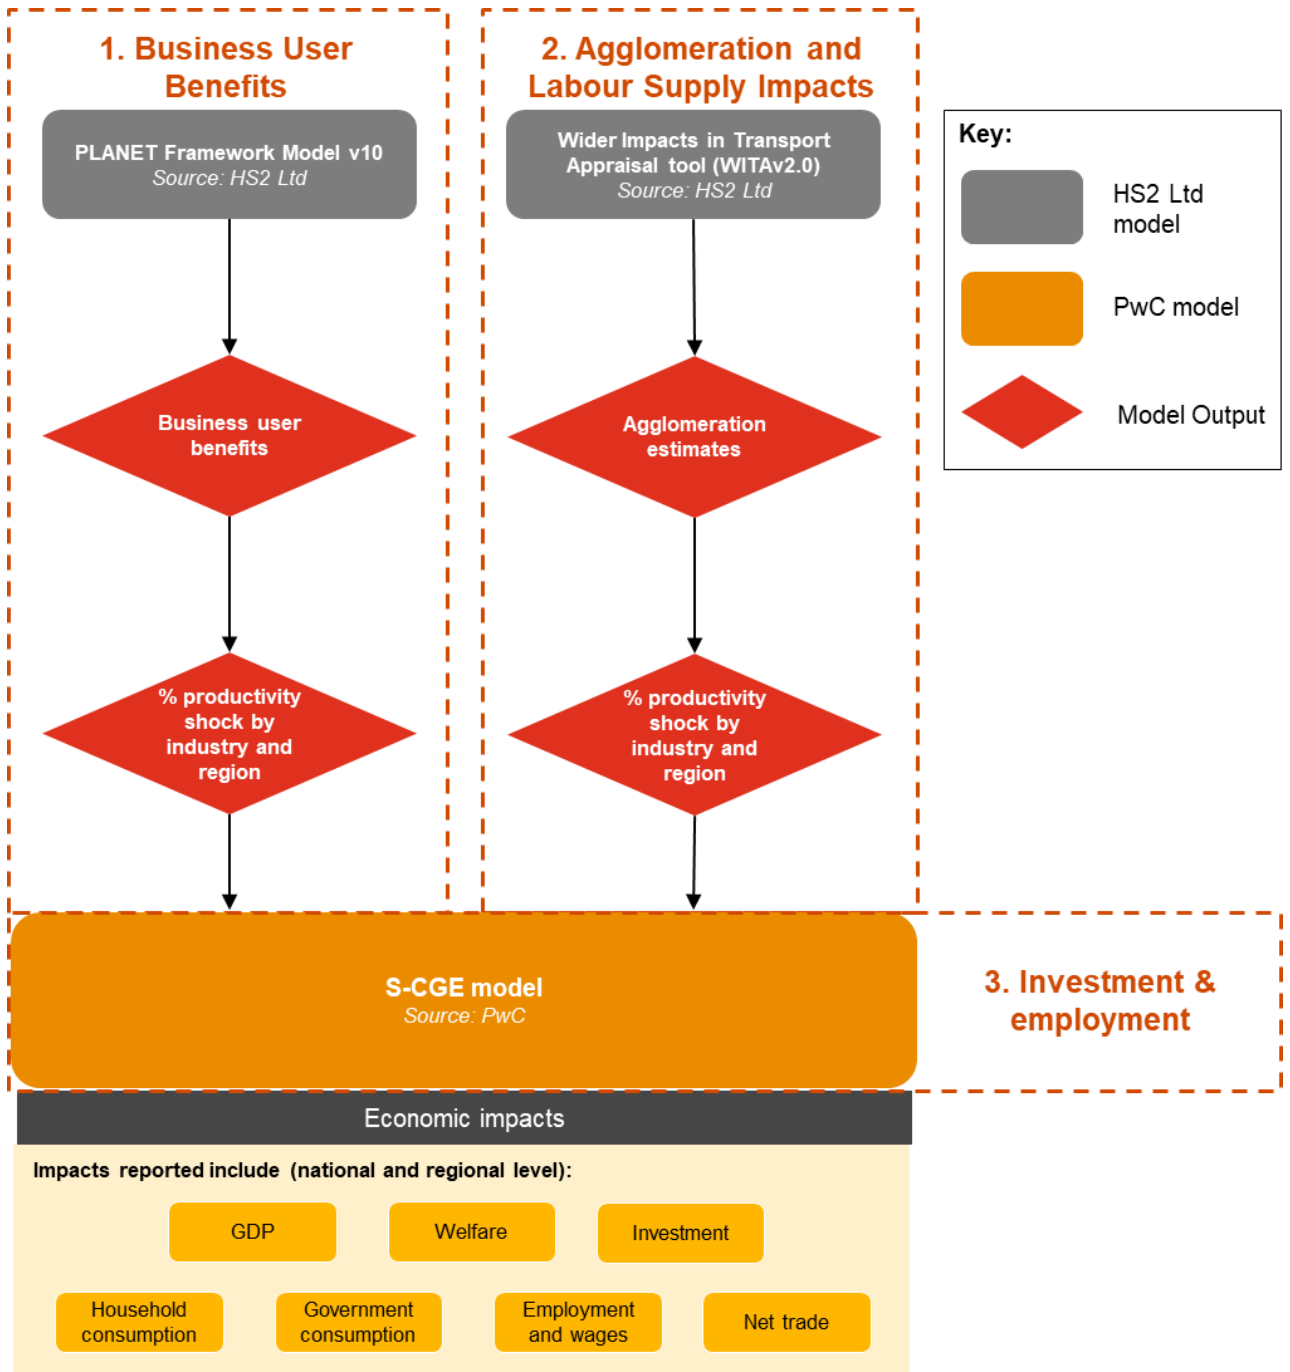 1. Business User
Benefits
PLANET Framework Model v10
Source: HS2 Ltd
Business user
benefits
% productivity
shock by
industry and
region
2. Agglomeration and
Labour Supply Impacts
Wider Impacts in Transport
Appraisal tool (WITAv2.0)
Source: HS2 Ltd
Agglomeration
estimates
% productivity
shock by
industry and
region
Key:
HS2 Ltd
model
PwC model
Model Output
S-CGE model
Source: PwC
3. Investment &
employment
Economic impacts
Impacts reported include (national and regional level):
GDP
Welfare
Investment
Household
consumption
Government
consumption
Employment
and wages
Net trade